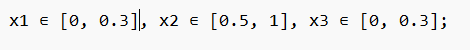 x1 ∈ [0, 0.3], x2 ∈ [0.5, 1], x3 ∈ [0, 0.3];